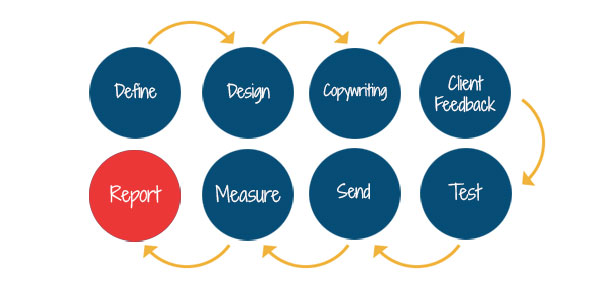 Define
Design
Copywriting
Client
Feedback
Report
Measure
Send
Test